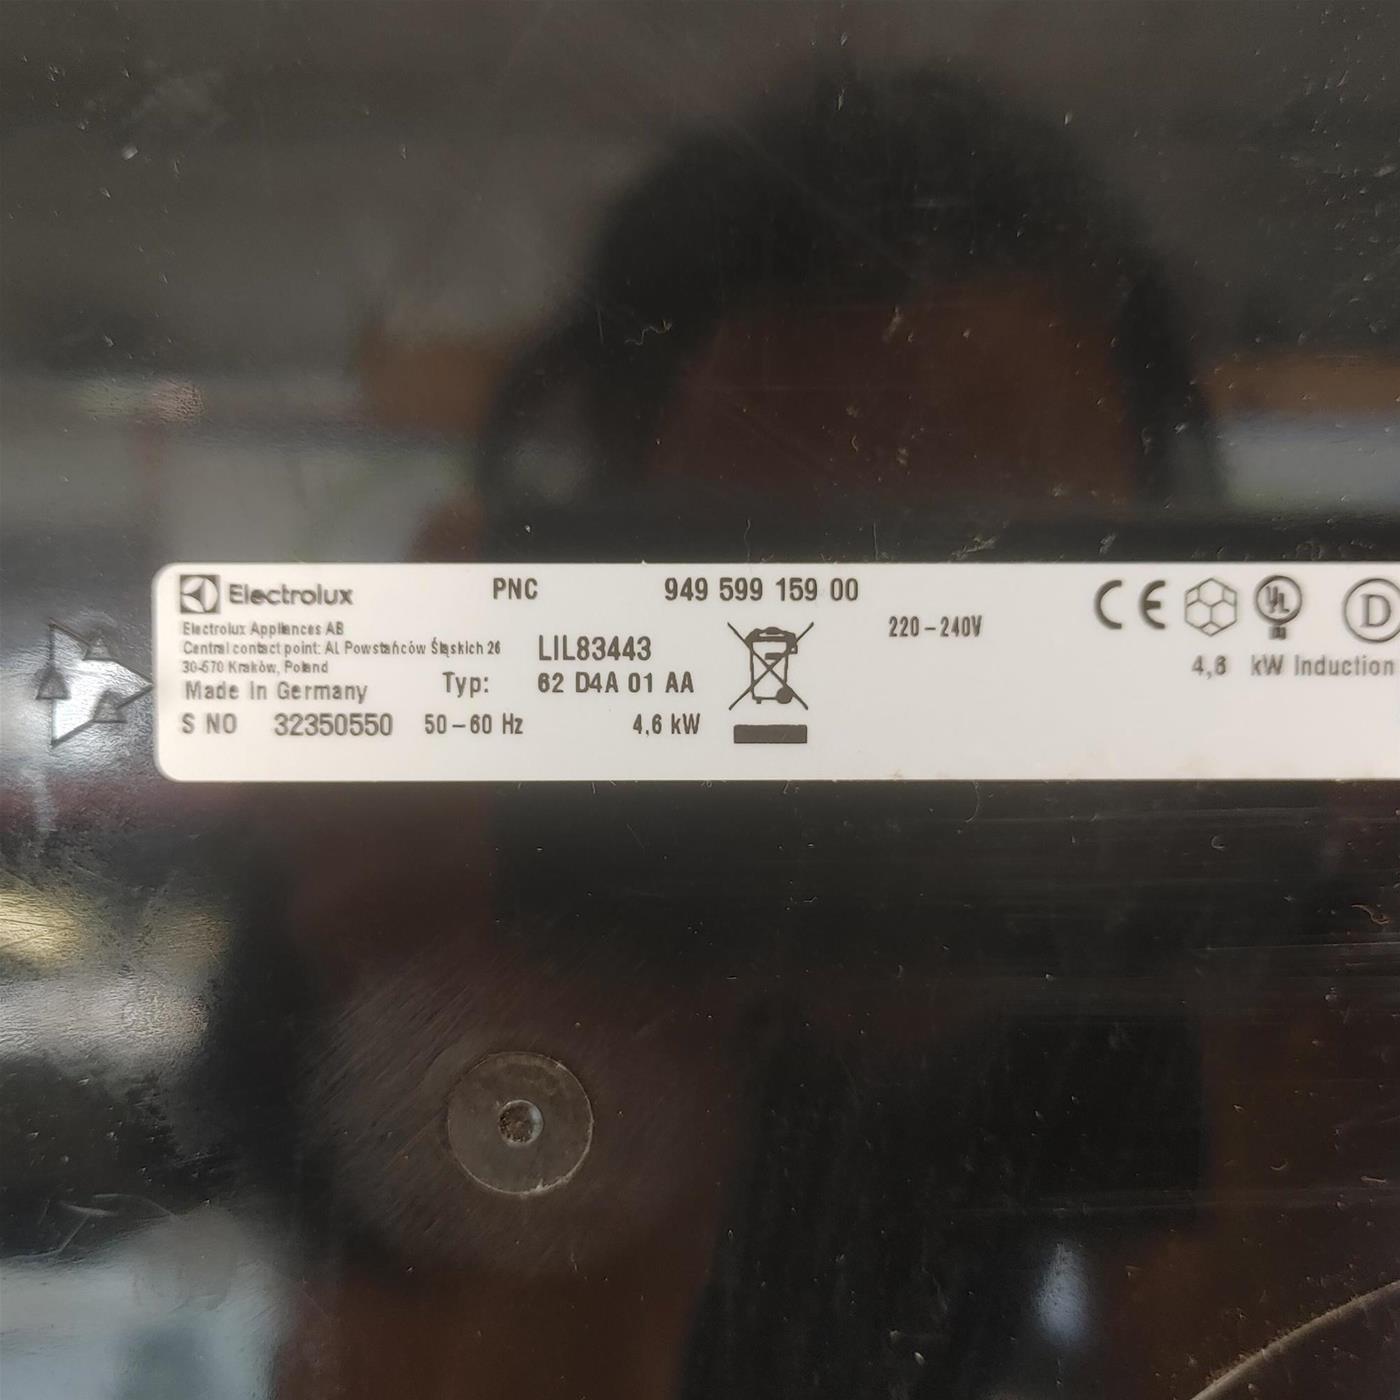 Electrolux
PNC 949 599 159 00
Electrolux Appliances AB
Central contact point: Al. Powstańców Śląskich 26
30-570 Kraków, Poland
Made in Germany
S NO 32350550
LIL83443
Typ: 62 D4A 01 AA
50-60 Hz 4,6 kW
220-240V
CE
UL
D
4,6 kW Induction